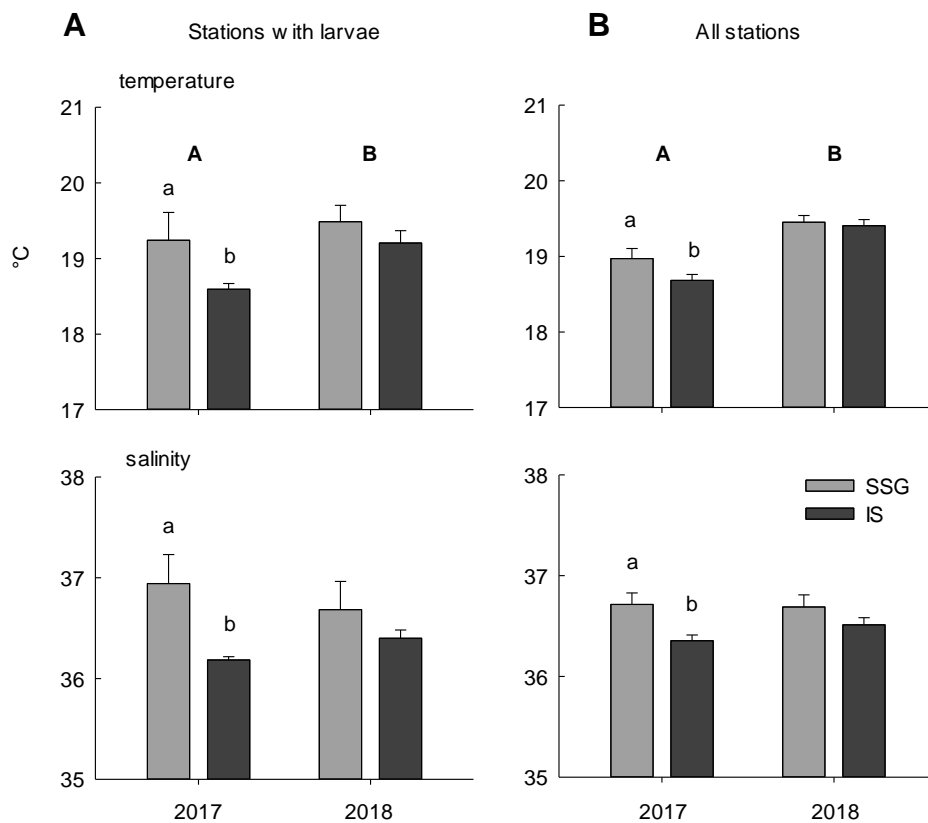 A Stations with larvae
B All stations
temperature
21
20
19
18
17
°C
A B
a
b
21
20
19
18
17
A B
a
b
salinity
38
37
36
35
a
b
2017 2018
38
37
36
35
SSG
IS
a
b
2017 2018